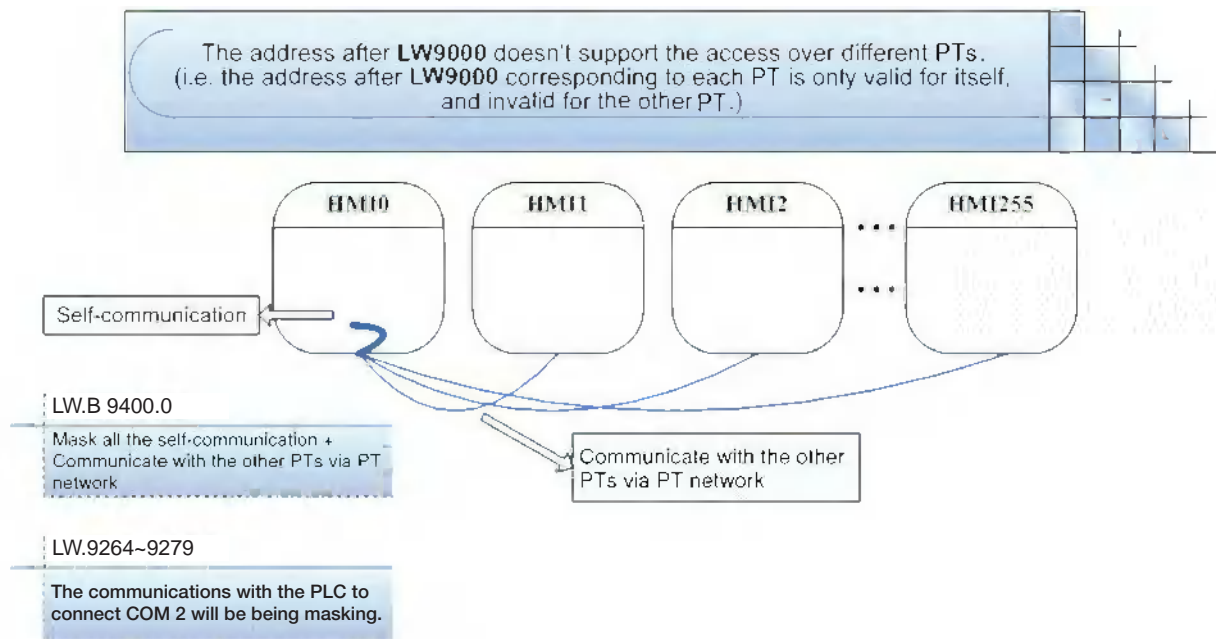 The address after LW9000 doesn't support the access over different PTs.
(i.e. the address after LW9000 corresponding to each PT is only valid for itself,
and invalid for the other PT.)
HMI0
HMI1
HMI2
HMI255
Self-communication
LW.B 9400.0
Mask all the self-communication +
Communicate with the other PTs via PT
network
Communicate with the other
PTs via PT network
LW.9264~9279
The communications with the PLC to
connect COM 2 will be being masking.